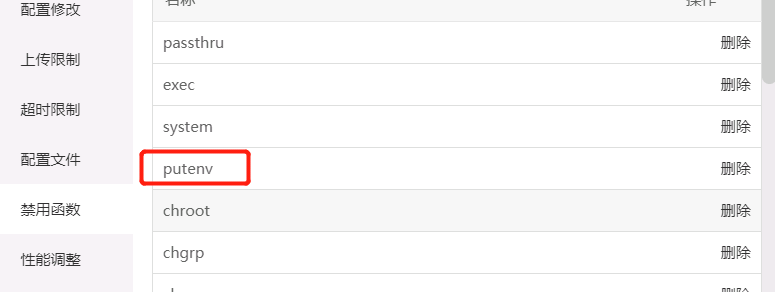 名称 操作
配置修改
passthru 删除
上传限制
exec 删除
超时限制
system 删除
配置文件
putenv 删除
禁用函数
chroot 删除
性能调整
chgrp 删除